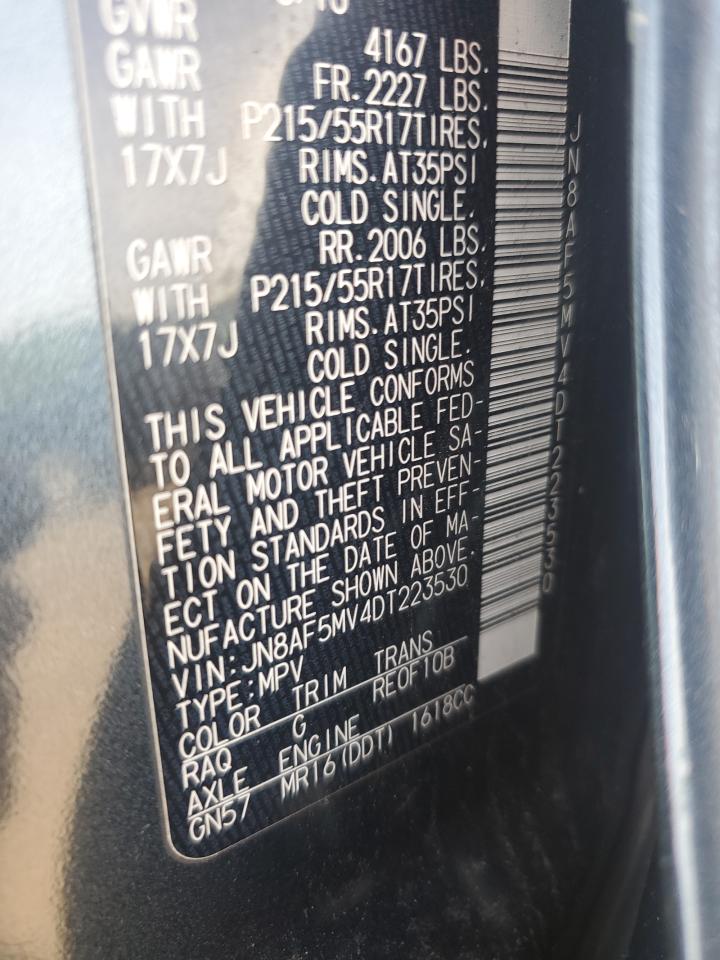 GVWR 4167 LBS.
GAWR FR.2227 LBS.
WITH P215/55R17TIRES,
17X7J RIMS.AT35PSI
COLD SINGLE.
GAWR RR.2006 LBS.
WITH P215/55R17TIRES,
17X7J RIMS.AT35PSI
COLD SINGLE.
THIS VEHICLE CONFORMS
TO ALL APPLICABLE FED-
ERAL MOTOR VEHICLE SA-
FETY AND THEFT PREVEN-
TION STANDARDS IN EFF-
ECT ON THE DATE OF MA-
NUFACTURE SHOWN ABOVE.
VIN:JN8AF5MV4DT223530
TYPE:MPV
COLOR TRIM TRANS
RAQ G RE0F10B
AXLE ENGINE
GN57 MR16(DDT) 1618CC
JN8AF5MV4DT223530